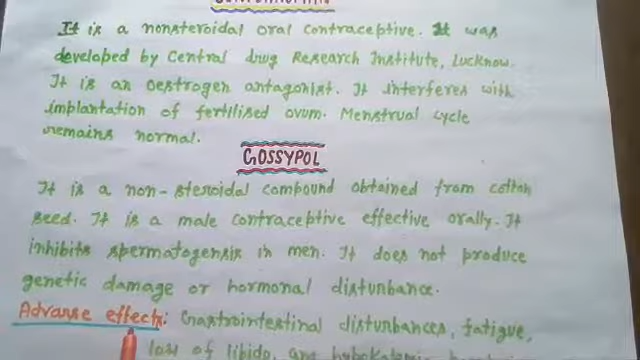 It is a nonsteroidal oral contraceptive. It was
developed by Central drug Research Institute, Lucknow.
It is an oestrogen antagonist. It interferes with
implantation of fertilised ovum. Menstrual cycle
remains normal.
GOSSYPOL
It is a non-steroidal compound obtained from cotton
seed. It is a male contraceptive effective orally. It
inhibits spermatogensis in men. It does not produce
genetic damage or hormonal disturbance.
Advarse effects: Gastrointestinal disturbances, fatigue,
loss of libido, and